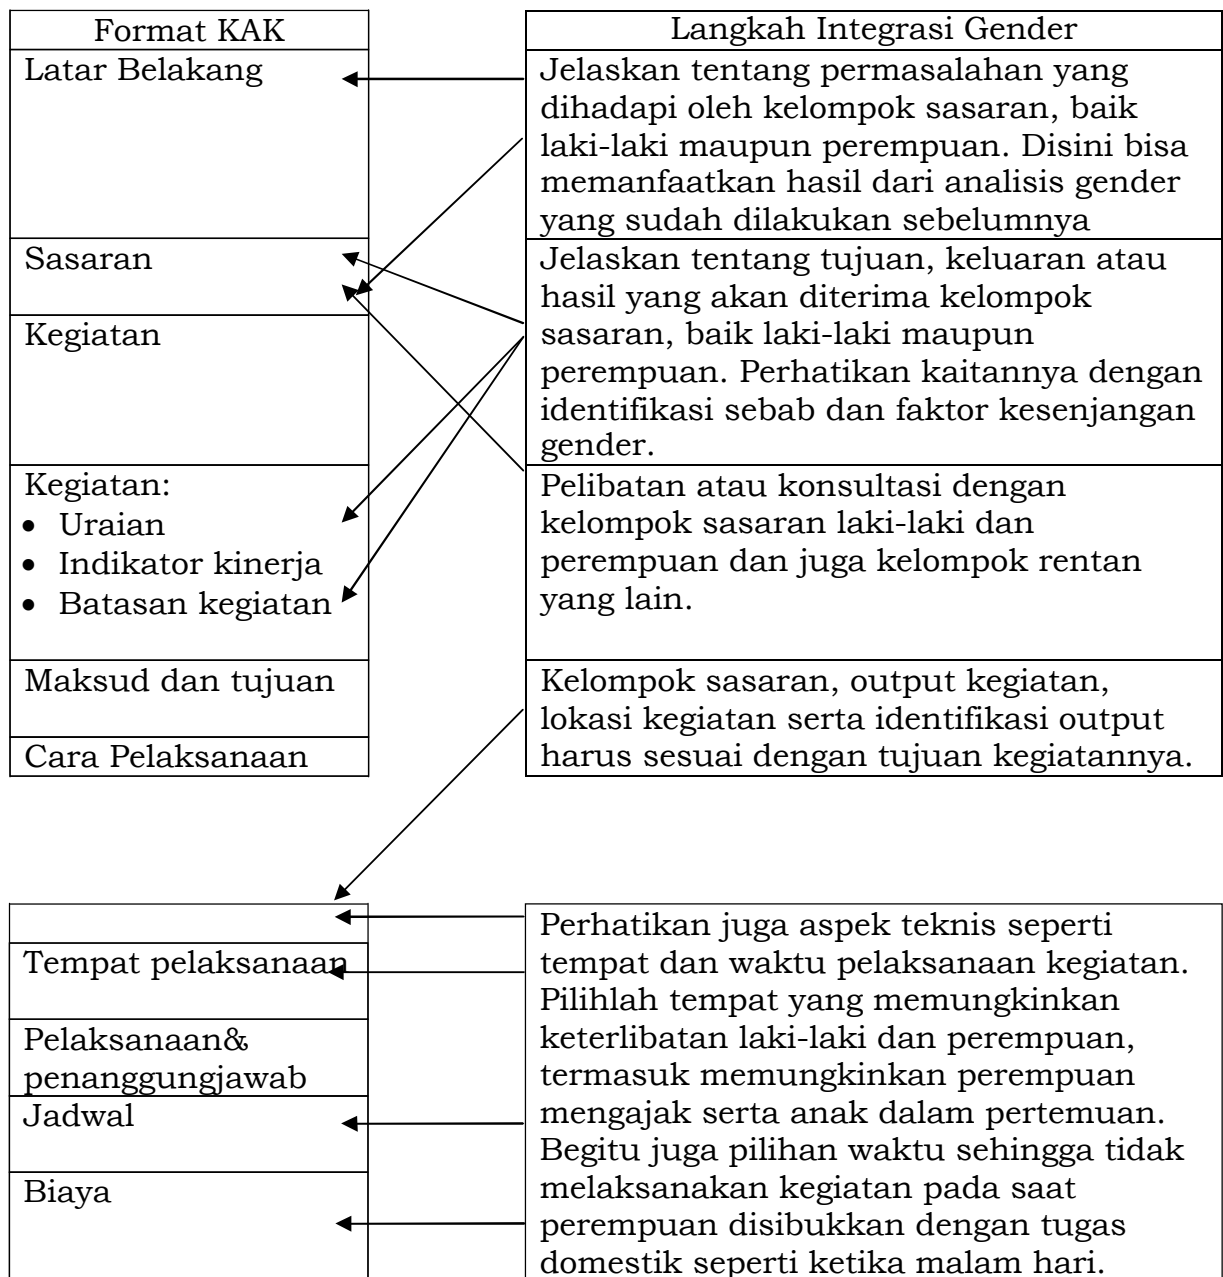 Format KAK
Latar Belakang
Sasaran
Kegiatan
Kegiatan:
• Uraian
• Indikator kinerja
• Batasan kegiatan
Maksud dan tujuan
Cara Pelaksanaan
Langkah Integrasi Gender
Jelaskan tentang permasalahan yang
dihadapi oleh kelompok sasaran, baik
laki-laki maupun perempuan. Disini bisa
memanfaatkan hasil dari analisis gender
yang sudah dilakukan sebelumnya
Jelaskan tentang tujuan, keluaran atau
hasil yang akan diterima kelompok
sasaran, baik laki-laki maupun
perempuan. Perhatikan kaitannya dengan
identifikasi sebab dan faktor kesenjangan
gender.
Pelibatan atau konsultasi dengan
kelompok sasaran laki-laki dan
perempuan dan juga kelompok rentan
yang lain.
Kelompok sasaran, output kegiatan,
lokasi kegiatan serta identifikasi output
harus sesuai dengan tujuan kegiatannya.
Tempat pelaksanaan
Pelaksanaan&
penanggungjawab
Jadwal
Biaya
Perhatikan juga aspek teknis seperti
tempat dan waktu pelaksanaan kegiatan.
Pilihlah tempat yang memungkinkan
keterlibatan laki-laki dan perempuan,
termasuk memungkinkan perempuan
mengajak serta anak dalam pertemuan.
Begitu juga pilihan waktu sehingga tidak
melaksanakan kegiatan pada saat
perempuan disibukkan dengan tugas
domestik seperti ketika malam hari.